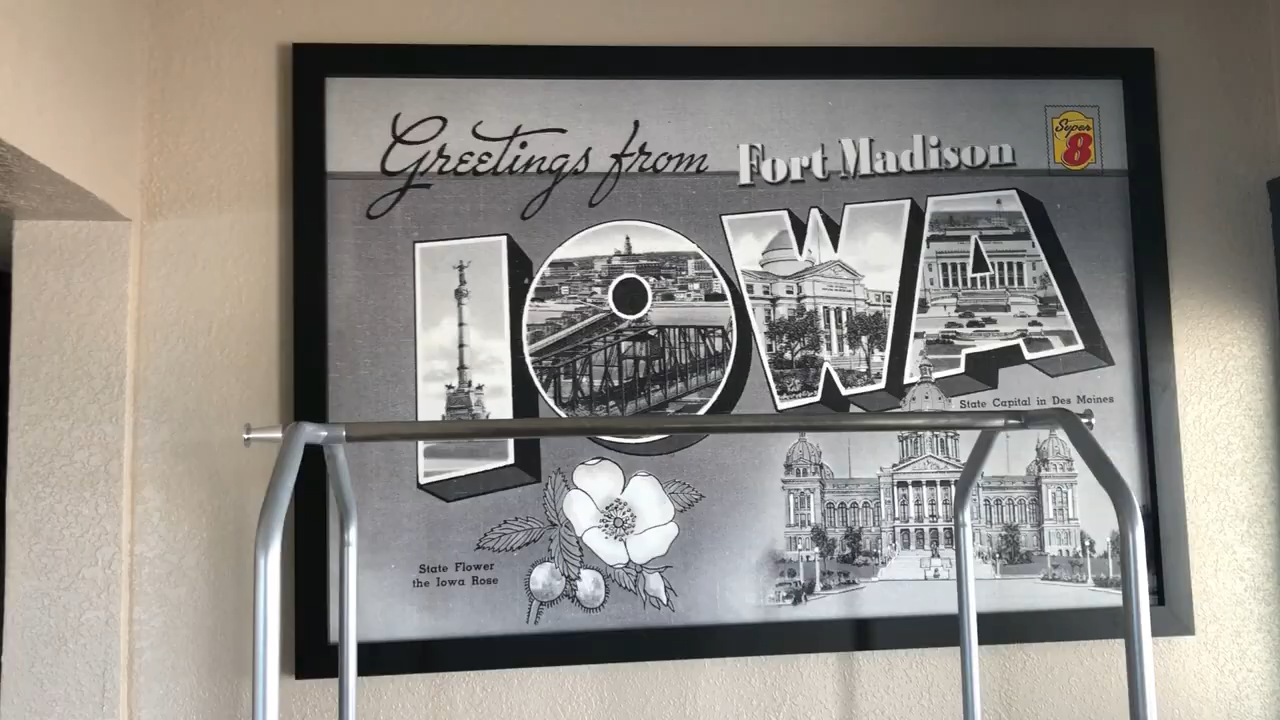 Greetings from Fort Madison
Super
8
IOWA
State Capital in Des Moines
State Flower
the Iowa Rose